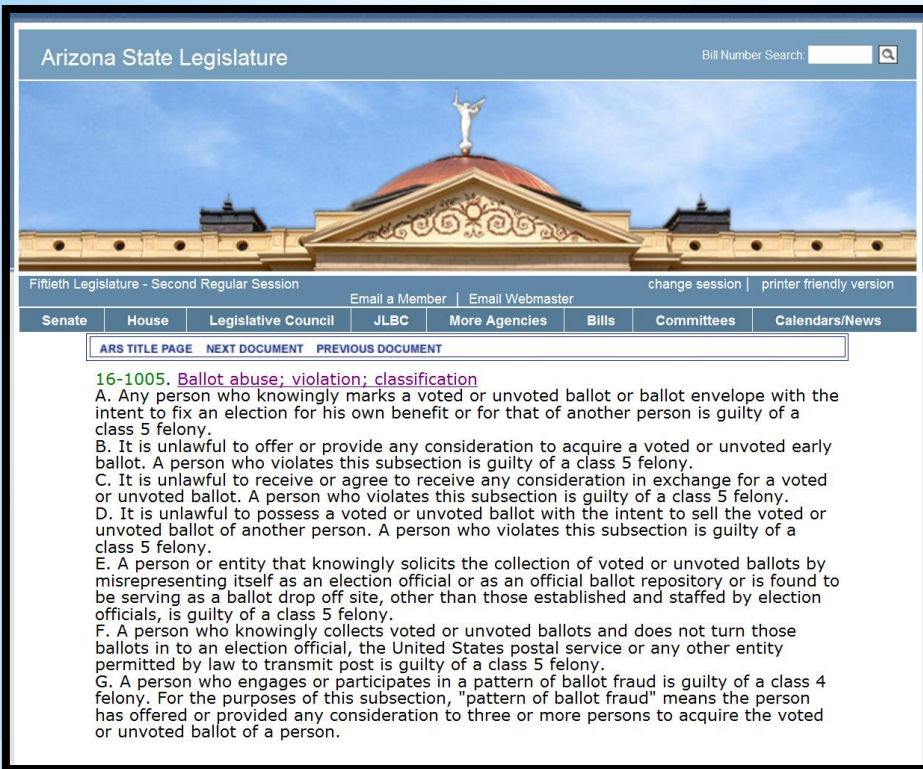 Arizona State Legislature
Bill Number Search:
Fiftieth Legislature - Second Regular Session
change session | printer friendly version
Email a Member | Email Webmaster
Senate House Legislative Council JLBC More Agencies Bills Committees Calendars/News
ARS TITLE PAGE NEXT DOCUMENT PREVIOUS DOCUMENT
16-1005. Ballot abuse; violation; classification
A. Any person who knowingly marks a voted or unvoted ballot or ballot envelope with the
intent to fix an election for his own benefit or for that of another person is guilty of a
class 5 felony.
B. It is unlawful to offer or provide any consideration to acquire a voted or unvoted early
ballot. A person who violates this subsection is guilty of a class 5 felony.
C. It is unlawful to receive or agree to receive any consideration in exchange for a voted
or unvoted ballot. A person who violates this subsection is guilty of a class 5 felony.
D. It is unlawful to possess a voted or unvoted ballot with the intent to sell the voted or
unvoted ballot of another person. A person who violates this subsection is guilty of a
class 5 felony.
E. A person or entity that knowingly solicits the collection of voted or unvoted ballots by
misrepresenting itself as an election official or as an official ballot repository or is found to
be serving as a ballot drop off site, other than those established and staffed by election
officials, is guilty of a class 5 felony.
F. A person who knowingly collects voted or unvoted ballots and does not turn those
ballots in to an election official, the United States postal service or any other entity
permitted by law to transmit post is guilty of a class 5 felony.
G. A person who engages or participates in a pattern of ballot fraud is guilty of a class 4
felony. For the purposes of this subsection, "pattern of ballot fraud" means the person
has offered or provided any consideration to three or more persons to acquire the voted
or unvoted ballot of a person.